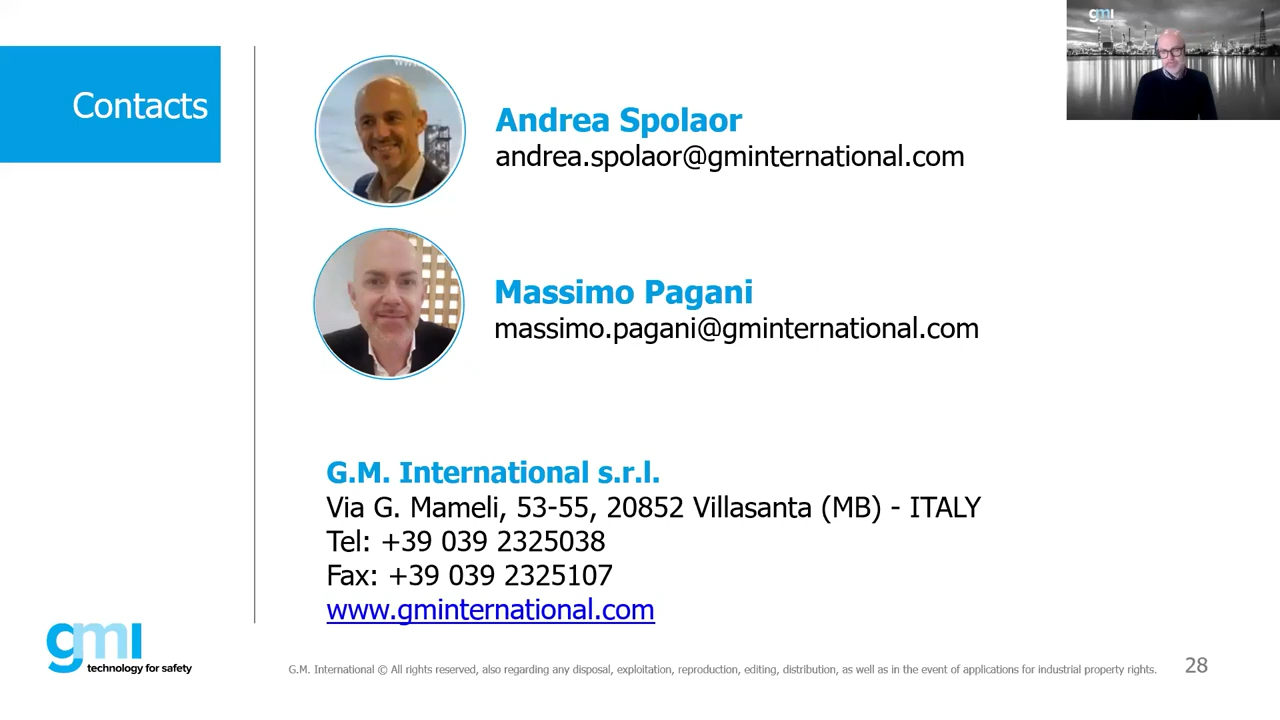 Contacts
Andrea Spolaor
andrea.spolaor@gminternational.com
Massimo Pagani
massimo.pagani@gminternational.com
G.M. International s.r.l.
Via G. Mameli, 53-55, 20852 Villasanta (MB) - ITALY
Tel: +39 039 2325038
Fax: +39 039 2325107
www.gminternational.com
gmi
technology for safety
G.M. International © All rights reserved, also regarding any disposal, exploitation, reproduction, editing, distribution, as well as in the event of applications for industrial property rights.
28
gmi